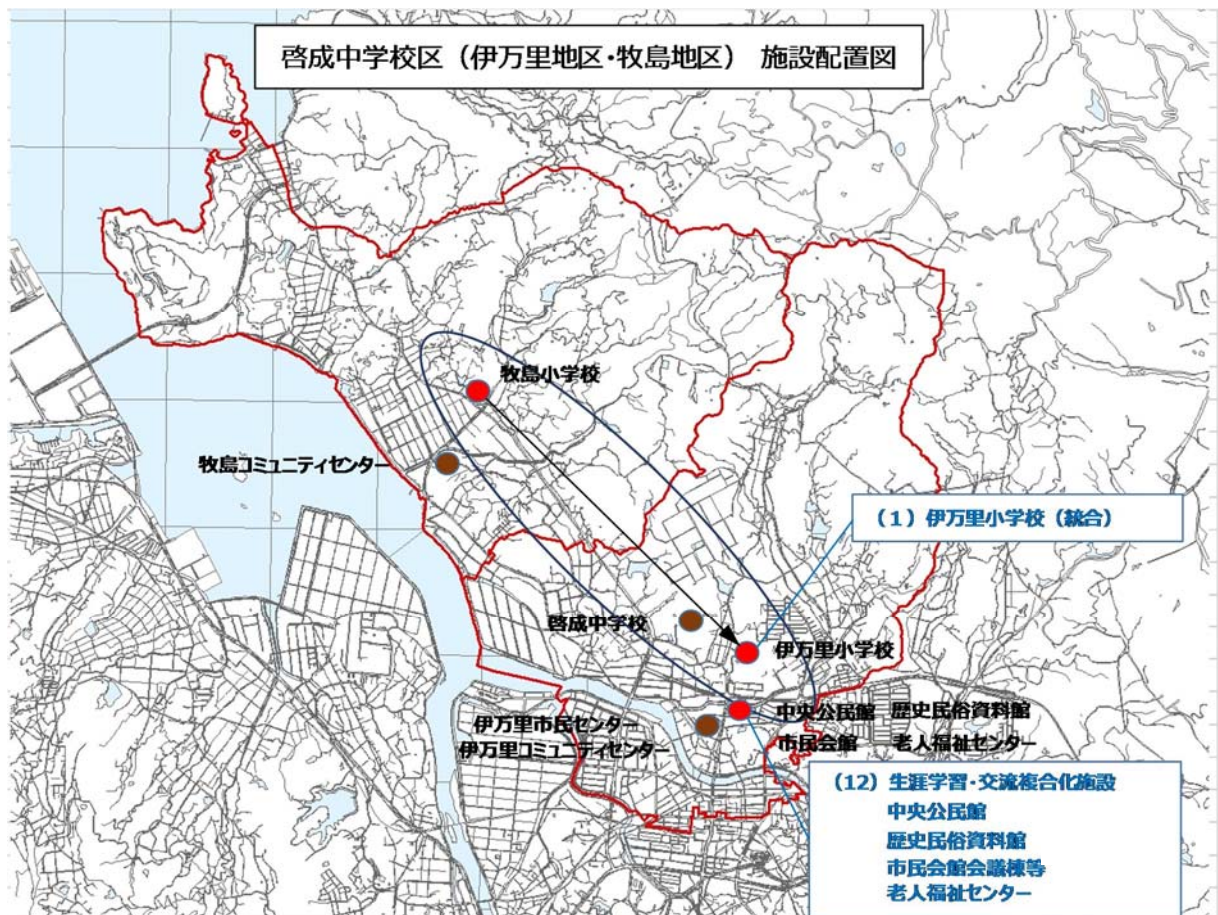 啓成中学校区（伊万里地区・牧島地区） 施設配置図
牧島小学校
牧島コミュニティセンター
（1）伊万里小学校（統合）
啓成中学校
伊万里小学校
中央公民館 歴史民俗資料館
伊万里市民センター
市民会館 老人福祉センター
伊万里コミュニティセンター
（12）生涯学習・交流複合化施設
中央公民館
歴史民俗資料館
市民会館会議棟等
老人福祉センター